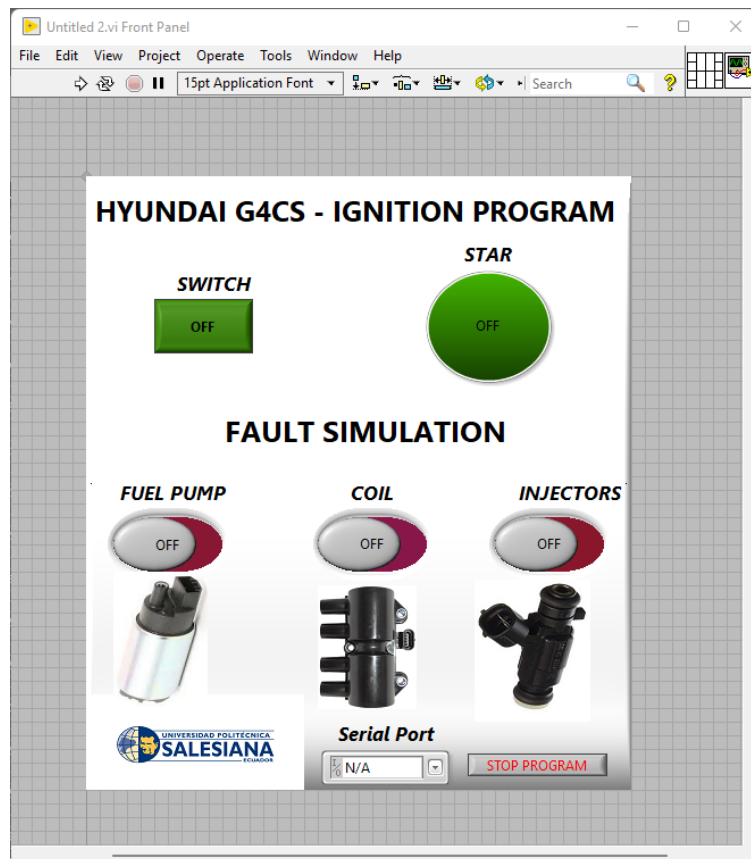 Untitled 2.vi Front Panel
File Edit View Project Operate Tools Window Help
15pt Application Font
Search
HYUNDAI G4CS - IGNITION PROGRAM
STAR
SWITCH
OFF
OFF
FAULT SIMULATION
FUEL PUMP COIL INJECTORS
OFF OFF OFF
UNIVERSIDAD POLITÉCNICA
SALESIANA
ECUADOR
Serial Port
I/O N/A
STOP PROGRAM